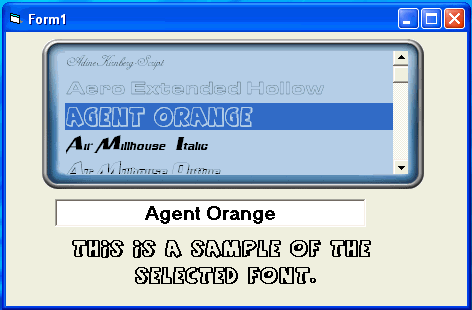 Form1
AdineKirnberg-Script
Aero Extended Hollow
AGENT ORANGE
Air Millhouse Italic
Agent Orange
THIS IS A SAMPLE OF THE
SELECTED FONT.